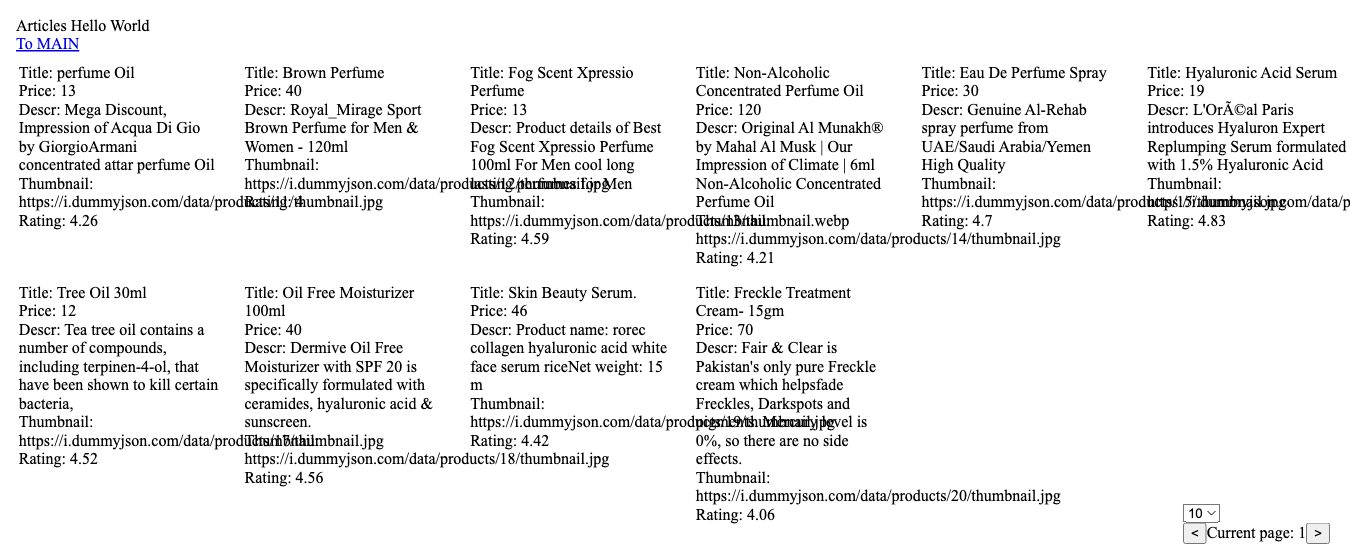 Articles Hello World
To MAIN
Title: perfume Oil
Price: 13
Descr: Mega Discount,
Impression of Acqua Di Gio
by GiorgioArmani
concentrated attar perfume Oil
Thumbnail:
https://i.dummyjson.com/data/products/11/thumbnail.jpg
Rating: 4.26
Title: Brown Perfume
Price: 40
Descr: Royal_Mirage Sport
Brown Perfume for Men &
Women - 120ml
Thumbnail:
https://i.dummyjson.com/data/products/12/thumbnail.jpg
Rating: 4
Title: Fog Scent Xpressio
Perfume
Price: 13
Descr: Product details of Best
Fog Scent Xpressio Perfume
100ml For Men cool long
lasting perfumes for Men
Thumbnail:
https://i.dummyjson.com/data/products/13/thumbnail.webp
Rating: 4.59
Title: Non-Alcoholic
Concentrated Perfume Oil
Price: 120
Descr: Original Al Munakh®
by Mahal Al Musk | Our
Impression of Climate | 6ml
Non-Alcoholic Concentrated
Perfume Oil
Thumbnail:
https://i.dummyjson.com/data/products/14/thumbnail.jpg
Rating: 4.21
Title: Eau De Perfume Spray
Price: 30
Descr: Genuine Al-Rehab
spray perfume from
UAE/Saudi Arabia/Yemen
High Quality
Thumbnail:
https://i.dummyjson.com/data/products/15/thumbnail.jpg
Rating: 4.7
Title: Hyaluronic Acid Serum
Price: 19
Descr: L'OrÃ©al Paris
introduces Hyaluron Expert
Replumping Serum formulated
with 1.5% Hyaluronic Acid
Thumbnail:
https://i.dummyjson.com/data/p
Rating: 4.83
Title: Tree Oil 30ml
Price: 12
Descr: Tea tree oil contains a
number of compounds,
including terpinen-4-ol, that
have been shown to kill certain
bacteria,
Thumbnail:
https://i.dummyjson.com/data/products/17/thumbnail.jpg
Rating: 4.52
Title: Oil Free Moisturizer
100ml
Price: 40
Descr: Dermive Oil Free
Moisturizer with SPF 20 is
specifically formulated with
ceramides, hyaluronic acid &
sunscreen.
Thumbnail:
https://i.dummyjson.com/data/products/18/thumbnail.jpg
Rating: 4.56
Title: Skin Beauty Serum.
Price: 46
Descr: Product name: rorec
collagen hyaluronic acid white
face serum riceNet weight: 15
m
Thumbnail:
https://i.dummyjson.com/data/products/19/thumbnail.jpg
Rating: 4.42
Title: Freckle Treatment
Cream- 15gm
Price: 70
Descr: Fair & Clear is
Pakistan's only pure Freckle
cream which helpsfade
Freckles, Darkspots and
pigments. Mercury level is
0%, so there are no side
effects.
Thumbnail:
https://i.dummyjson.com/data/products/20/thumbnail.jpg
Rating: 4.06
10
< Current page: 1 >